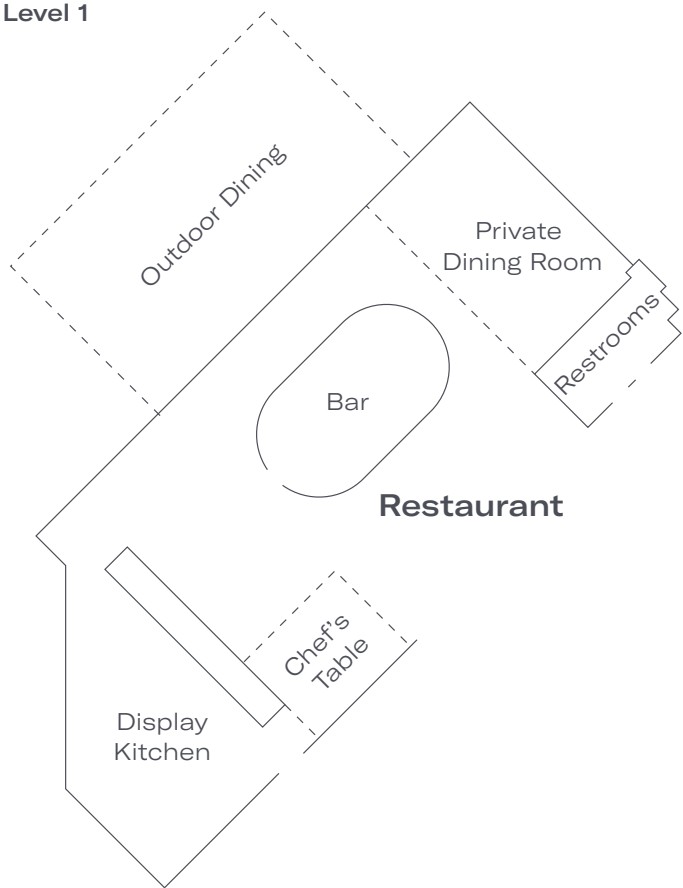 Level 1
Outdoor Dining
Private
Dining Room
Restrooms
Bar
Restaurant
Chef's
Table
Display
Kitchen